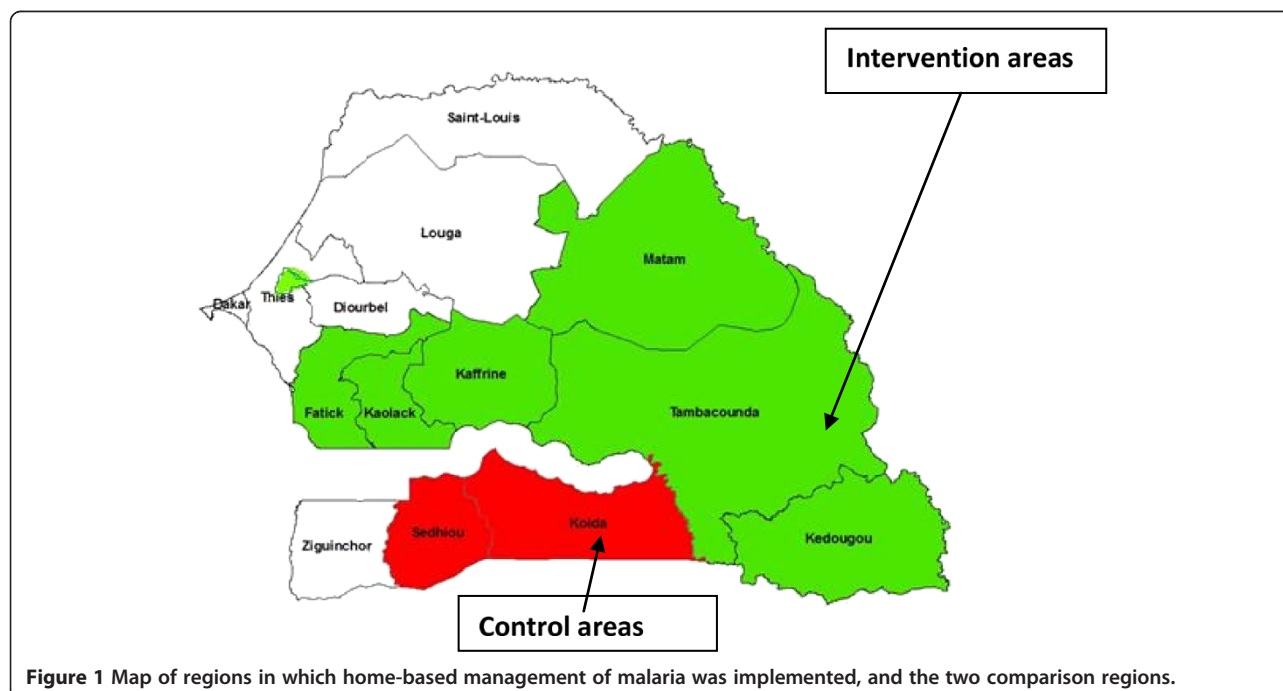 Intervention areas
Saint-Louis
Louga
Matam
Dakar
Thies
Diourbel
Kaffrine
Fatick
Kaolack
Tambacounda
Sedhiou
Kolda
Ziguinchor
Kedougou
Control areas
Figure 1 Map of regions in which home-based management of malaria was implemented, and the two comparison regions.